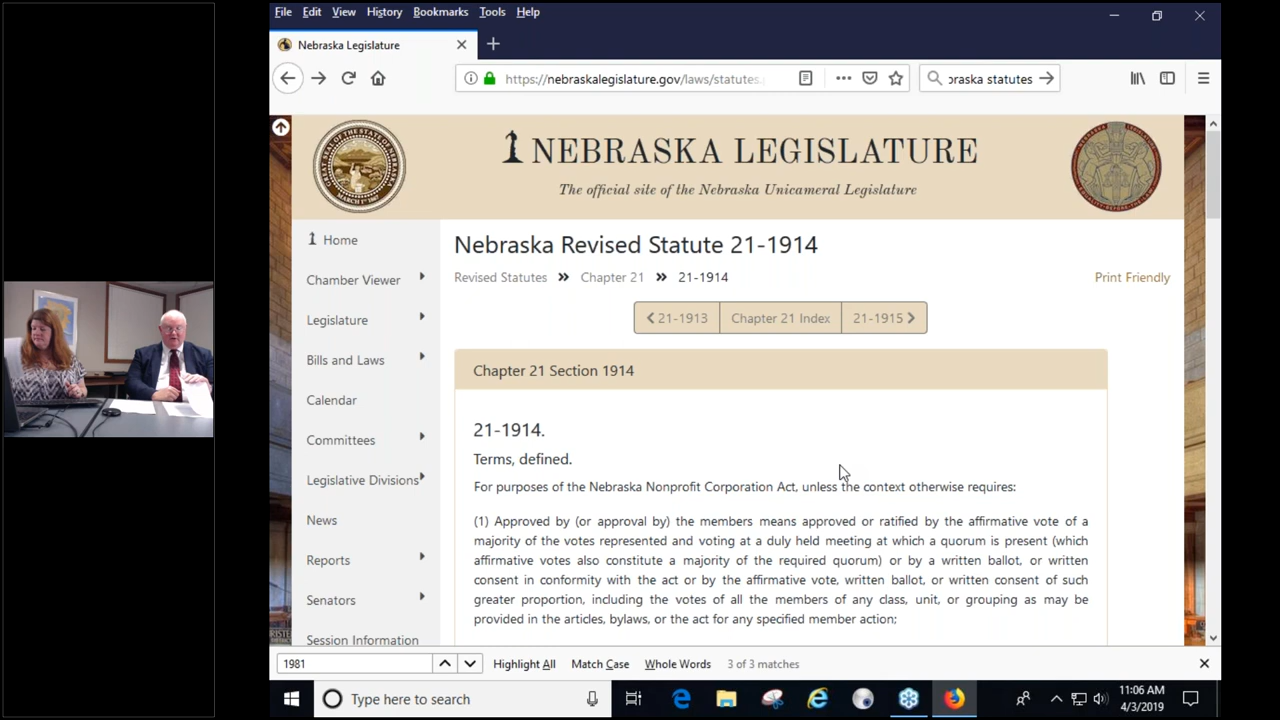 File Edit View History Bookmarks Tools Help
Nebraska Legislature
https://nebraskalegislature.gov/laws/statutes.
braska statutes
NEBRASKA LEGISLATURE
The official site of the Nebraska Unicameral Legislature
Home
Chamber Viewer
Legislature
Bills and Laws
Calendar
Committees
Legislative Divisions
News
Reports
Senators
Session Information
Nebraska Revised Statute 21-1914
Revised Statutes » Chapter 21 » 21-1914
Print Friendly
21-1913 Chapter 21 Index 21-1915
Chapter 21 Section 1914
21-1914.
Terms, defined.
For purposes of the Nebraska Nonprofit Corporation Act, unless the context otherwise requires:
(1) Approved by (or approval by) the members means approved or ratified by the affirmative vote of a
majority of the votes represented and voting at a duly held meeting at which a quorum is present (which
affirmative votes also constitute a majority of the required quorum) or by a written ballot, or written
consent in conformity with the act or by the affirmative vote, written ballot, or written consent of such
greater proportion, including the votes of all the members of any class, unit, or grouping as may be
provided in the articles, bylaws, or the act for any specified member action;
1981 Highlight All Match Case Whole Words 3 of 3 matches
Type here to search
11:06 AM
4/3/2019